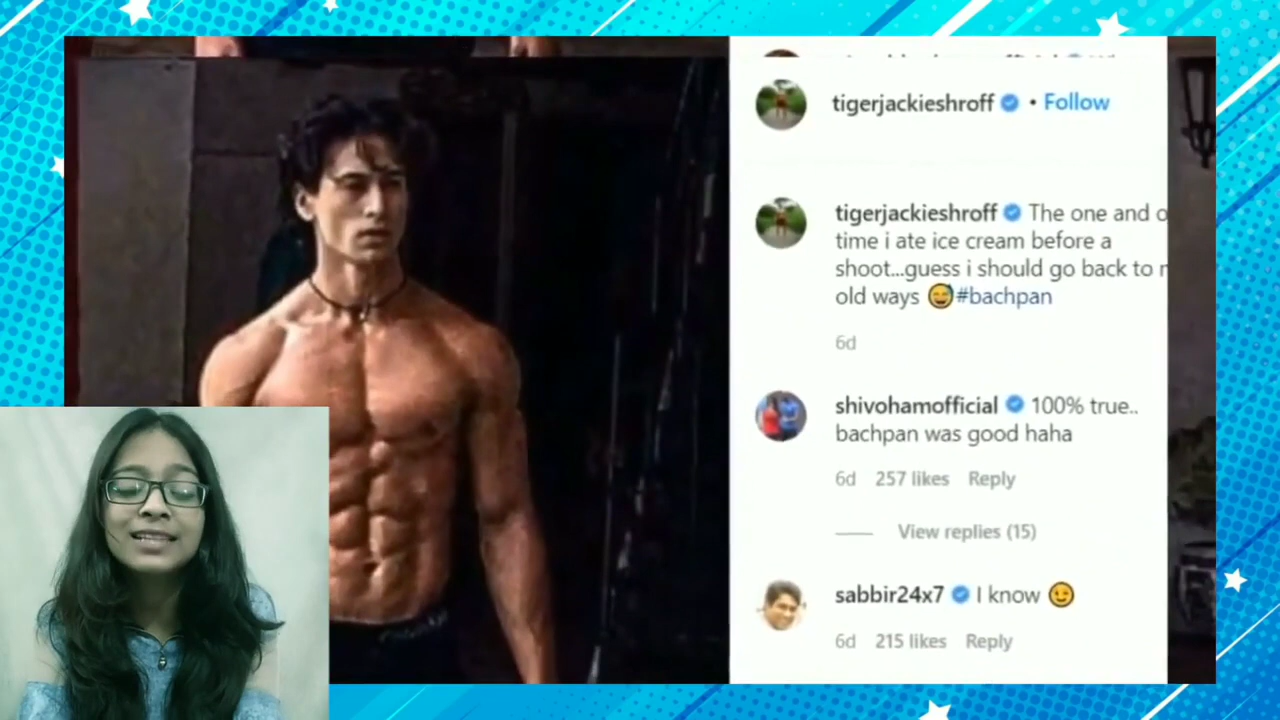 tigerjackieshroff • Follow
tigerjackieshroff The one and o
time i ate ice cream before a
shoot...guess i should go back to
old ways 😅#bachpan
6d
shivohamofficial 100% true..
bachpan was good haha
6d 257 likes Reply
View replies (15)
sabbir24x7 I know 😉
6d 215 likes Reply